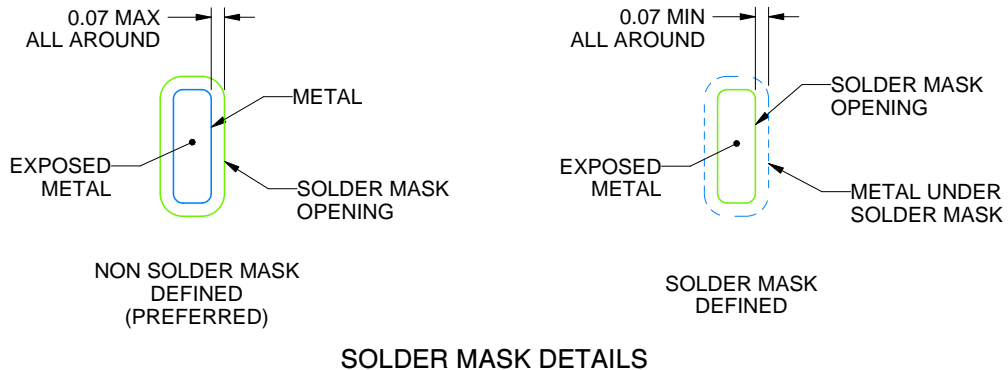 0.07 MAX
ALL AROUND
METAL
EXPOSED
METAL
SOLDER MASK
OPENING
NON SOLDER MASK
DEFINED
(PREFERRED)
0.07 MIN
ALL AROUND
SOLDER MASK
OPENING
EXPOSED
METAL
METAL UNDER
SOLDER MASK
SOLDER MASK
DEFINED
SOLDER MASK DETAILS